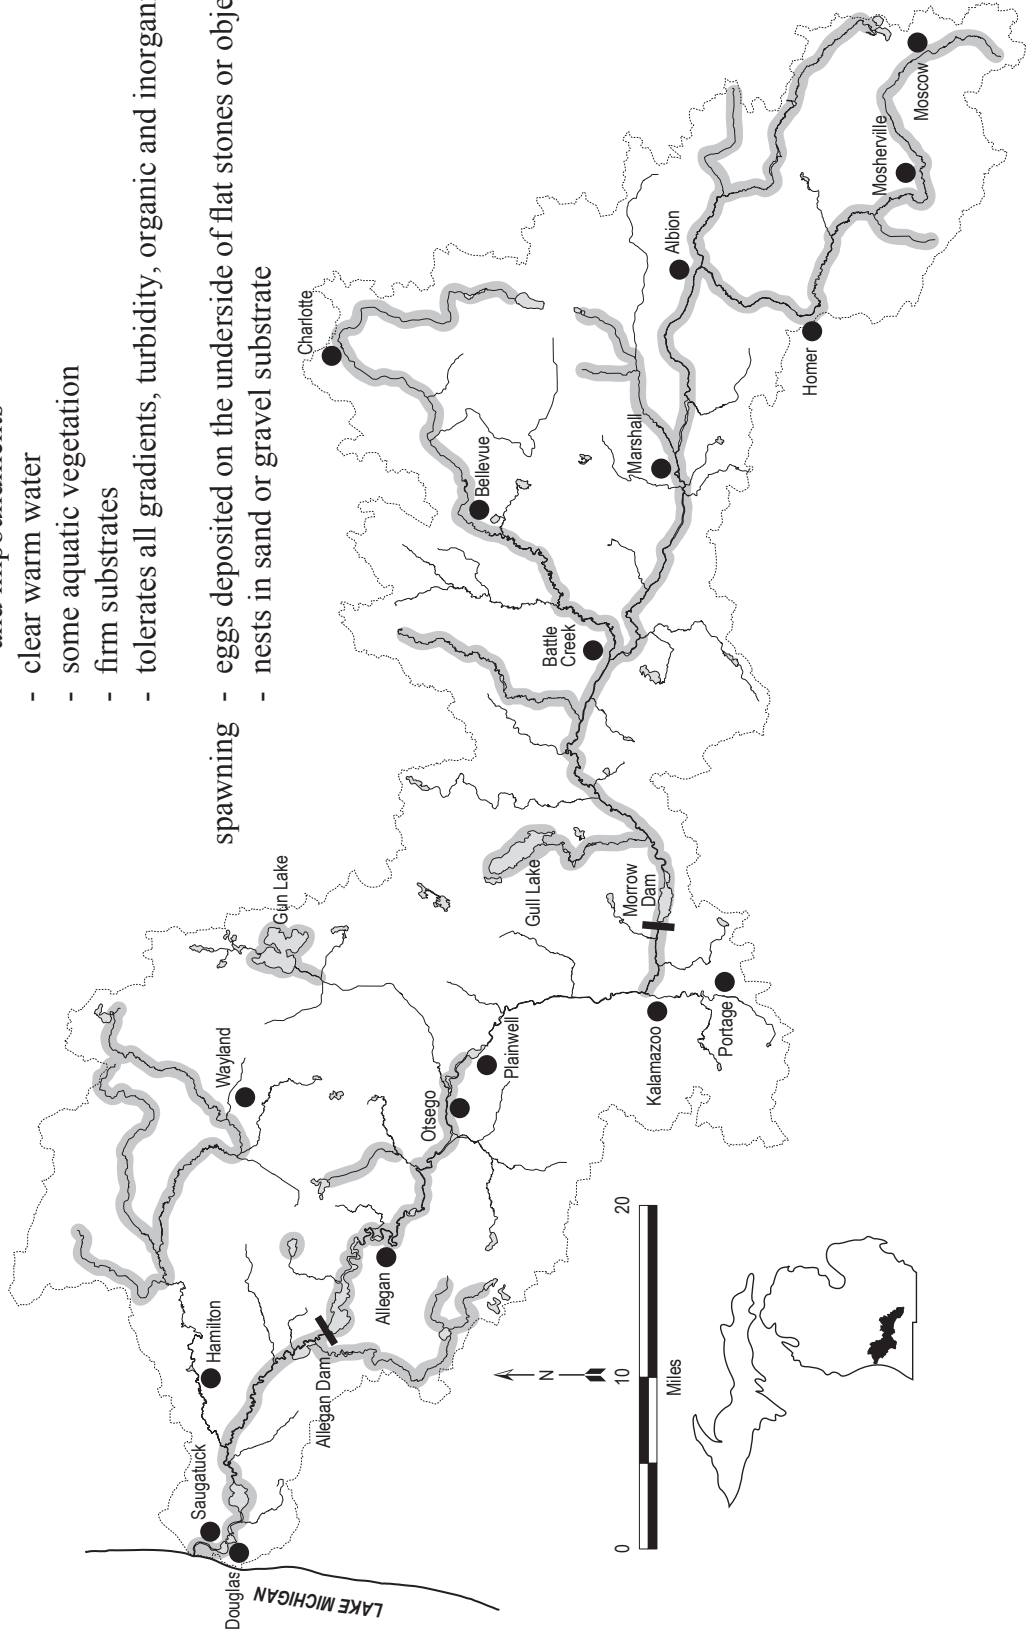 - clear warm water
- some aquatic vegetation
- firm substrates
- tolerates all gradients, turbidity, organic and inorgan
spawning - eggs deposited on the underside of flat stones or obje
- nests in sand or gravel substrate
Charlotte
Bellevue
Battle
Creek
Marshall
Albion
Homer
Mosherville
Moscow
Gun Lake
Gull Lake
Morrow
Dam
Wayland
Plainwell
Otsego
Kalamazoo
Portage
Hamilton
Allegan
Allegan Dam
Saugatuck
Douglas
LAKE MICHIGAN
N
0 10 20
Miles